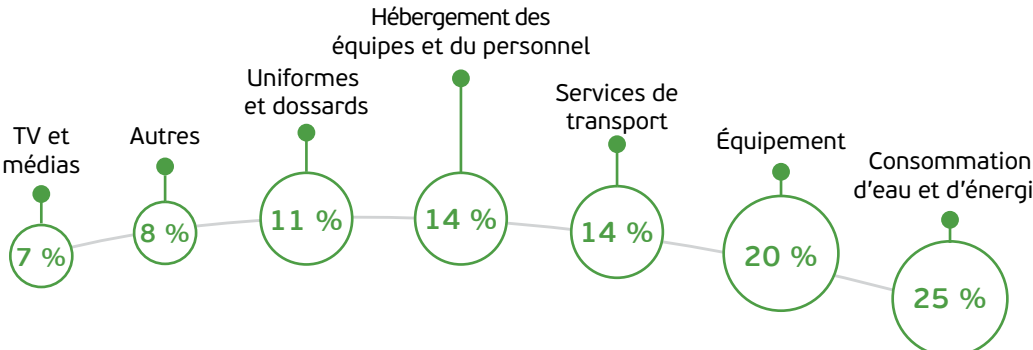 TV et
médias
7 %
Autres
8 %
Uniformes
et dossards
11 %
Hébergement des
équipes et du personnel
14 %
Services de
transport
14 %
Équipement
20 %
Consommation
d'eau et d'énergi
25 %